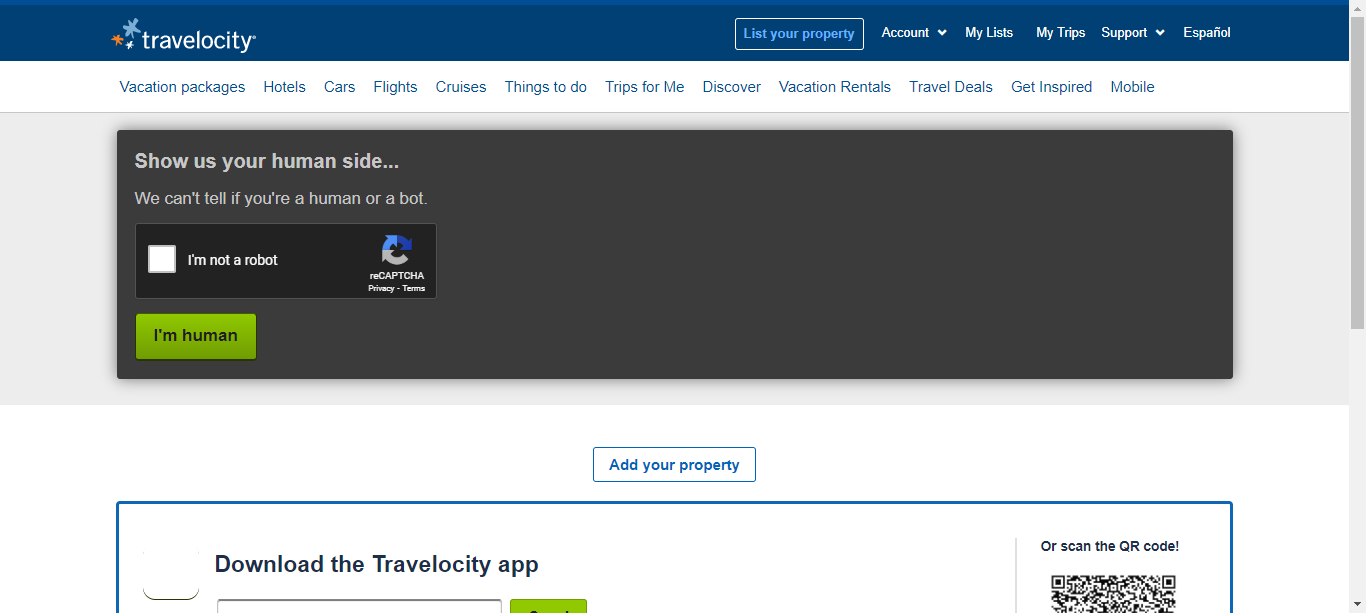 travelocity
List your property
Account
My Lists
My Trips
Support
Español
Vacation packages
Hotels
Cars
Flights
Cruises
Things to do
Trips for Me
Discover
Vacation Rentals
Travel Deals
Get Inspired
Mobile
Show us your human side...
We can't tell if you're a human or a bot.
I'm not a robot
reCAPTCHA
Privacy - Terms
I'm human
Add your property
Download the Travelocity app
Or scan the QR code!